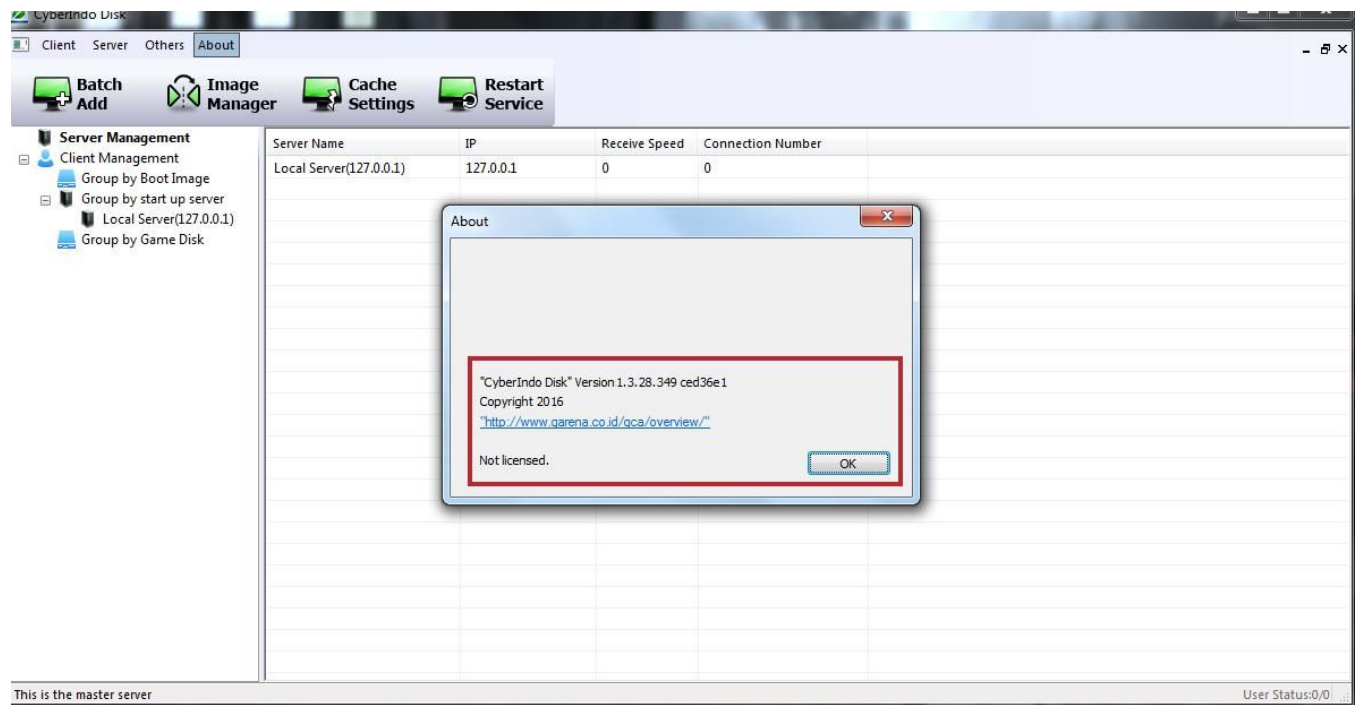 CyberIndo Disk
Client Server Others About
Batch Add
Image Manager
Cache Settings
Restart Service
Server Management
Client Management
Group by Boot Image
Group by start up server
Local Server(127.0.0.1)
Group by Game Disk
Server Name IP Receive Speed Connection Number
Local Server(127.0.0.1) 127.0.0.1 0 0
About
"CyberIndo Disk" Version 1.3.28.349 ced36e1
Copyright 2016
"http://www.garena.co.id/gca/overview/"
Not licensed.
OK
This is the master server
User Status:0/0